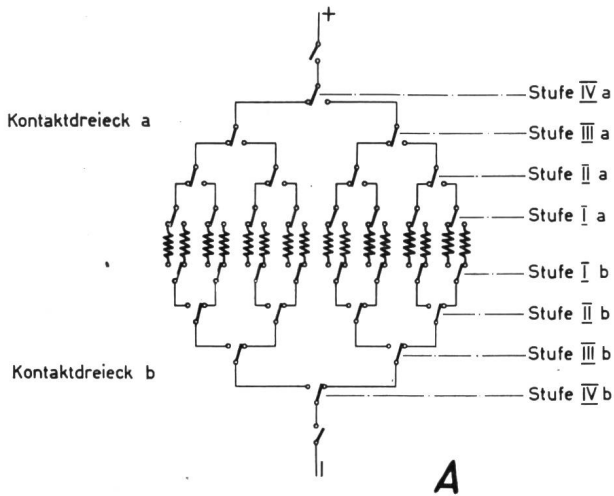 +
Stufe IV a
Kontaktdreieck a
Stufe III a
Stufe II a
Stufe I a
Stufe I b
Stufe II b
Stufe III b
Kontaktdreieck b
Stufe IV b
A